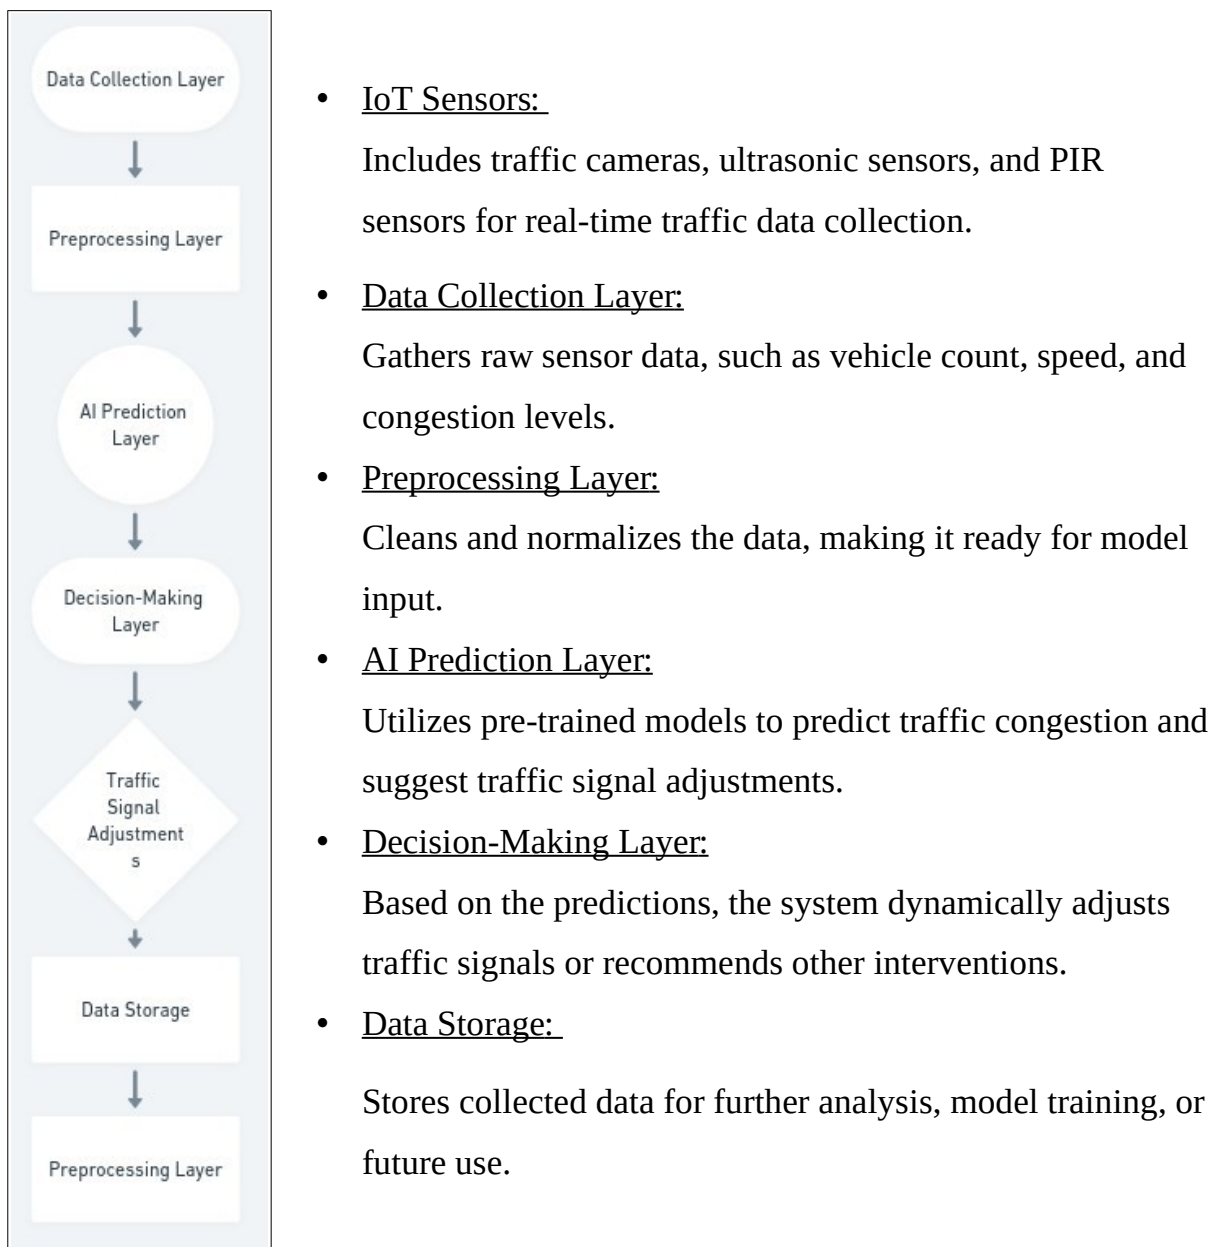 Data Collection Layer
Preprocessing Layer
AI Prediction
Layer
Decision-Making
Layer
Traffic
Signal
Adjustment
s
Data Storage
Preprocessing Layer
• IoT Sensors:
Includes traffic cameras, ultrasonic sensors, and PIR
sensors for real-time traffic data collection.
• Data Collection Layer:
Gathers raw sensor data, such as vehicle count, speed, and
congestion levels.
• Preprocessing Layer:
Cleans and normalizes the data, making it ready for model
input.
• AI Prediction Layer:
Utilizes pre-trained models to predict traffic congestion and
suggest traffic signal adjustments.
• Decision-Making Layer:
Based on the predictions, the system dynamically adjusts
traffic signals or recommends other interventions.
• Data Storage:
Stores collected data for further analysis, model training, or
future use.